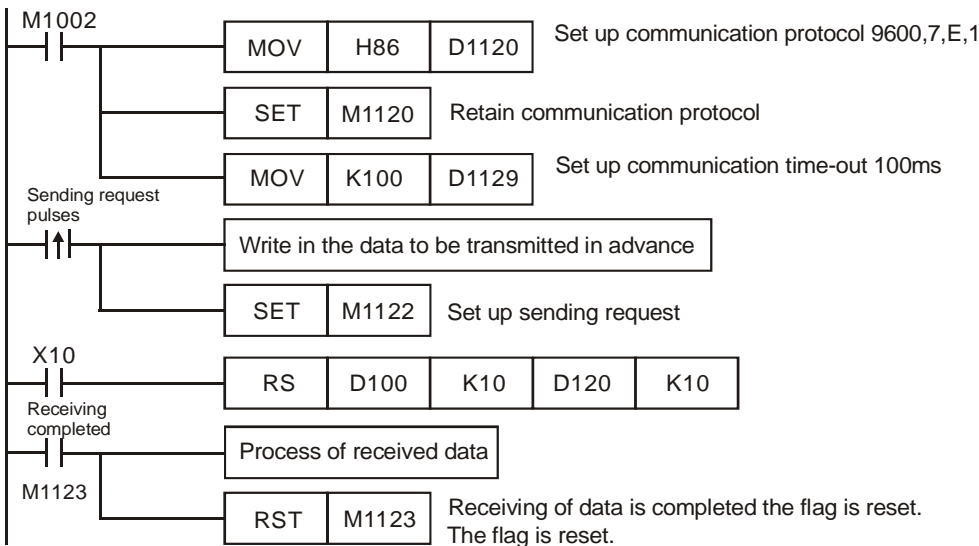 M1002
MOV H86 D1120 Set up communication protocol 9600,7,E,1
SET M1120 Retain communication protocol
MOV K100 D1129 Set up communication time-out 100ms
Sending request
pulses
Write in the data to be transmitted in advance
SET M1122 Set up sending request
X10
RS D100 K10 D120 K10
Receiving
completed
Process of received data
M1123
RST M1123 Receiving of data is completed the flag is reset.
The flag is reset.